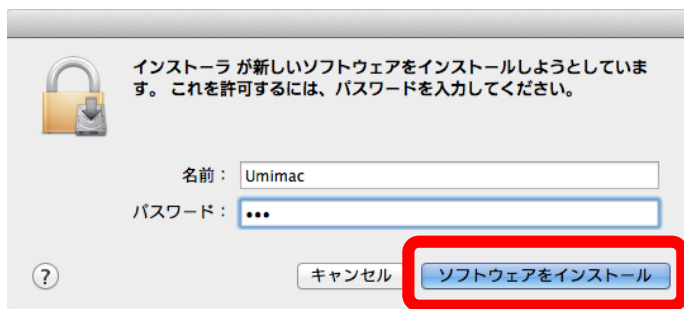 インストーラ が新しいソフトウェアをインストールしようとしていま
す。 これを許可するには、パスワードを入力してください。
名前： Umimac
パスワード： •••
? キャンセル ソフトウェアをインストール